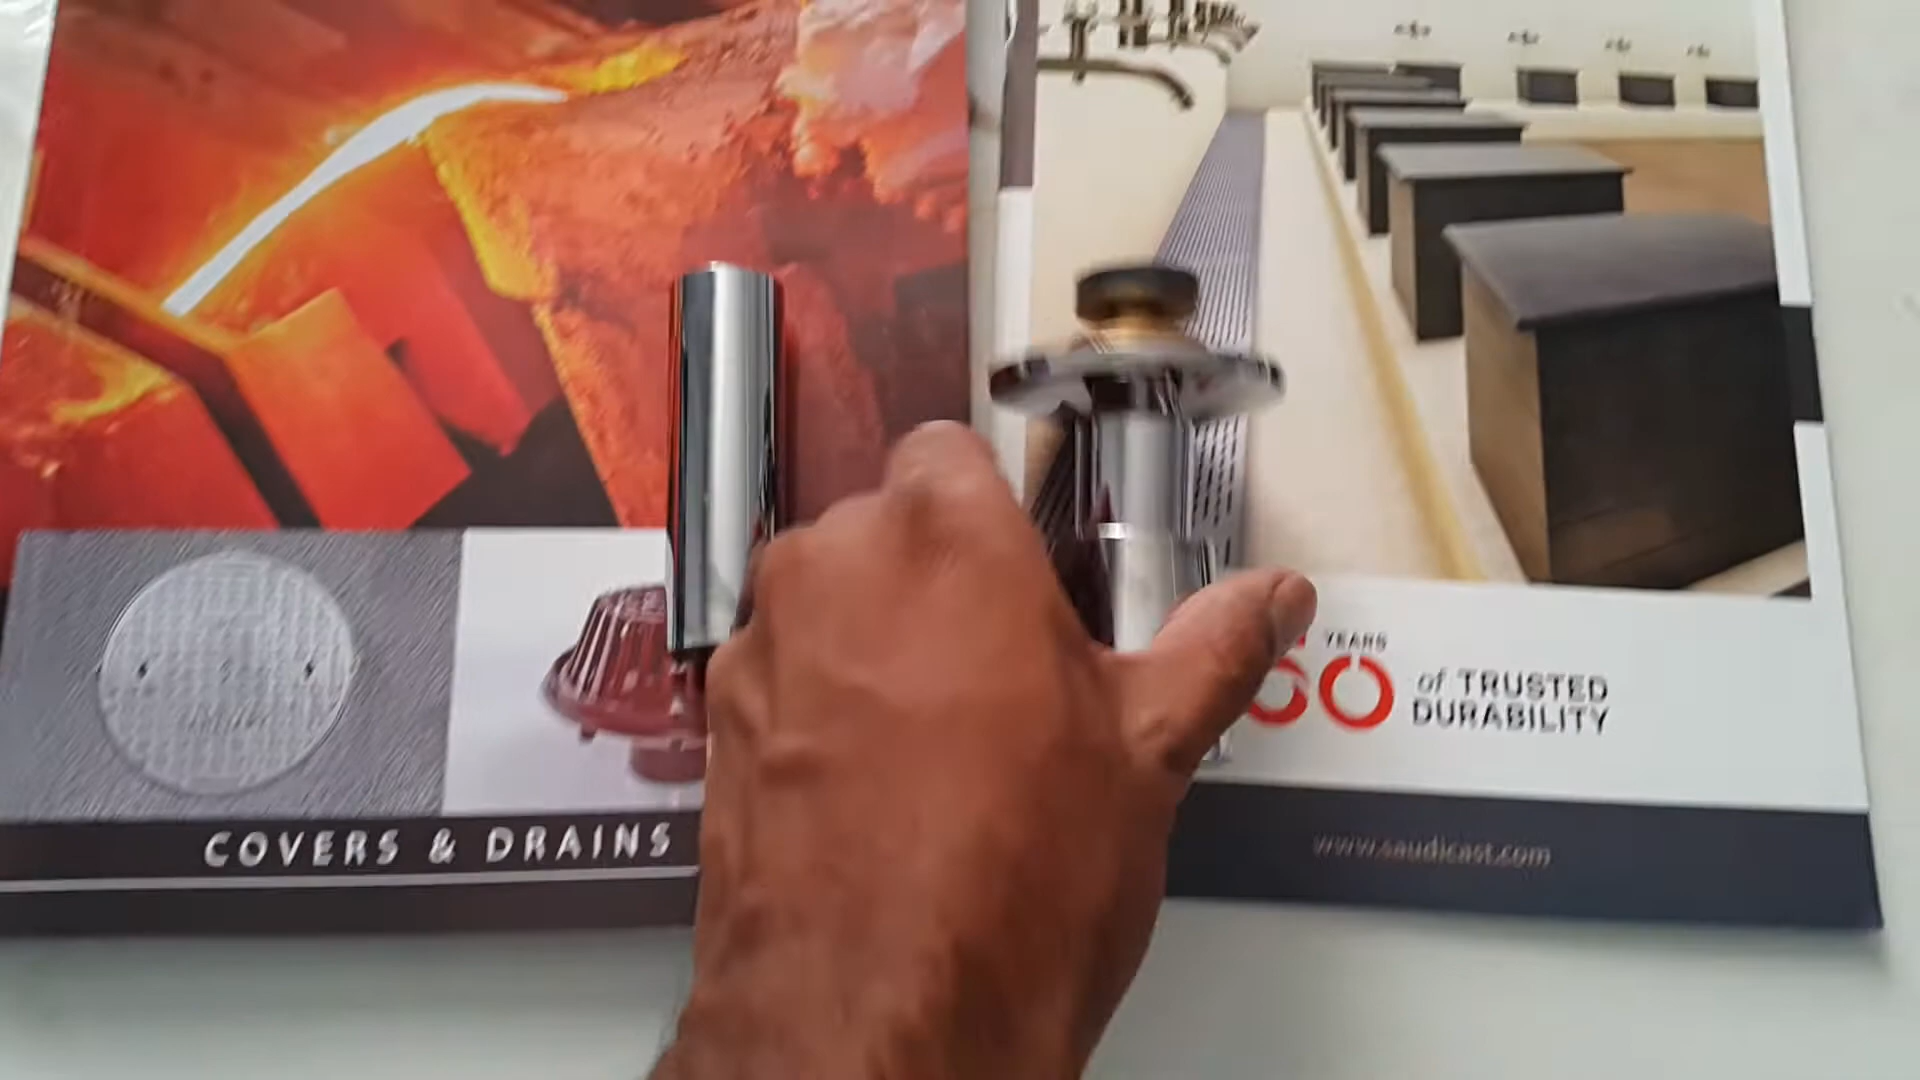 COVERS & DRAINS
YEARS
of TRUSTED
DURABILITY
www.saudicast.com